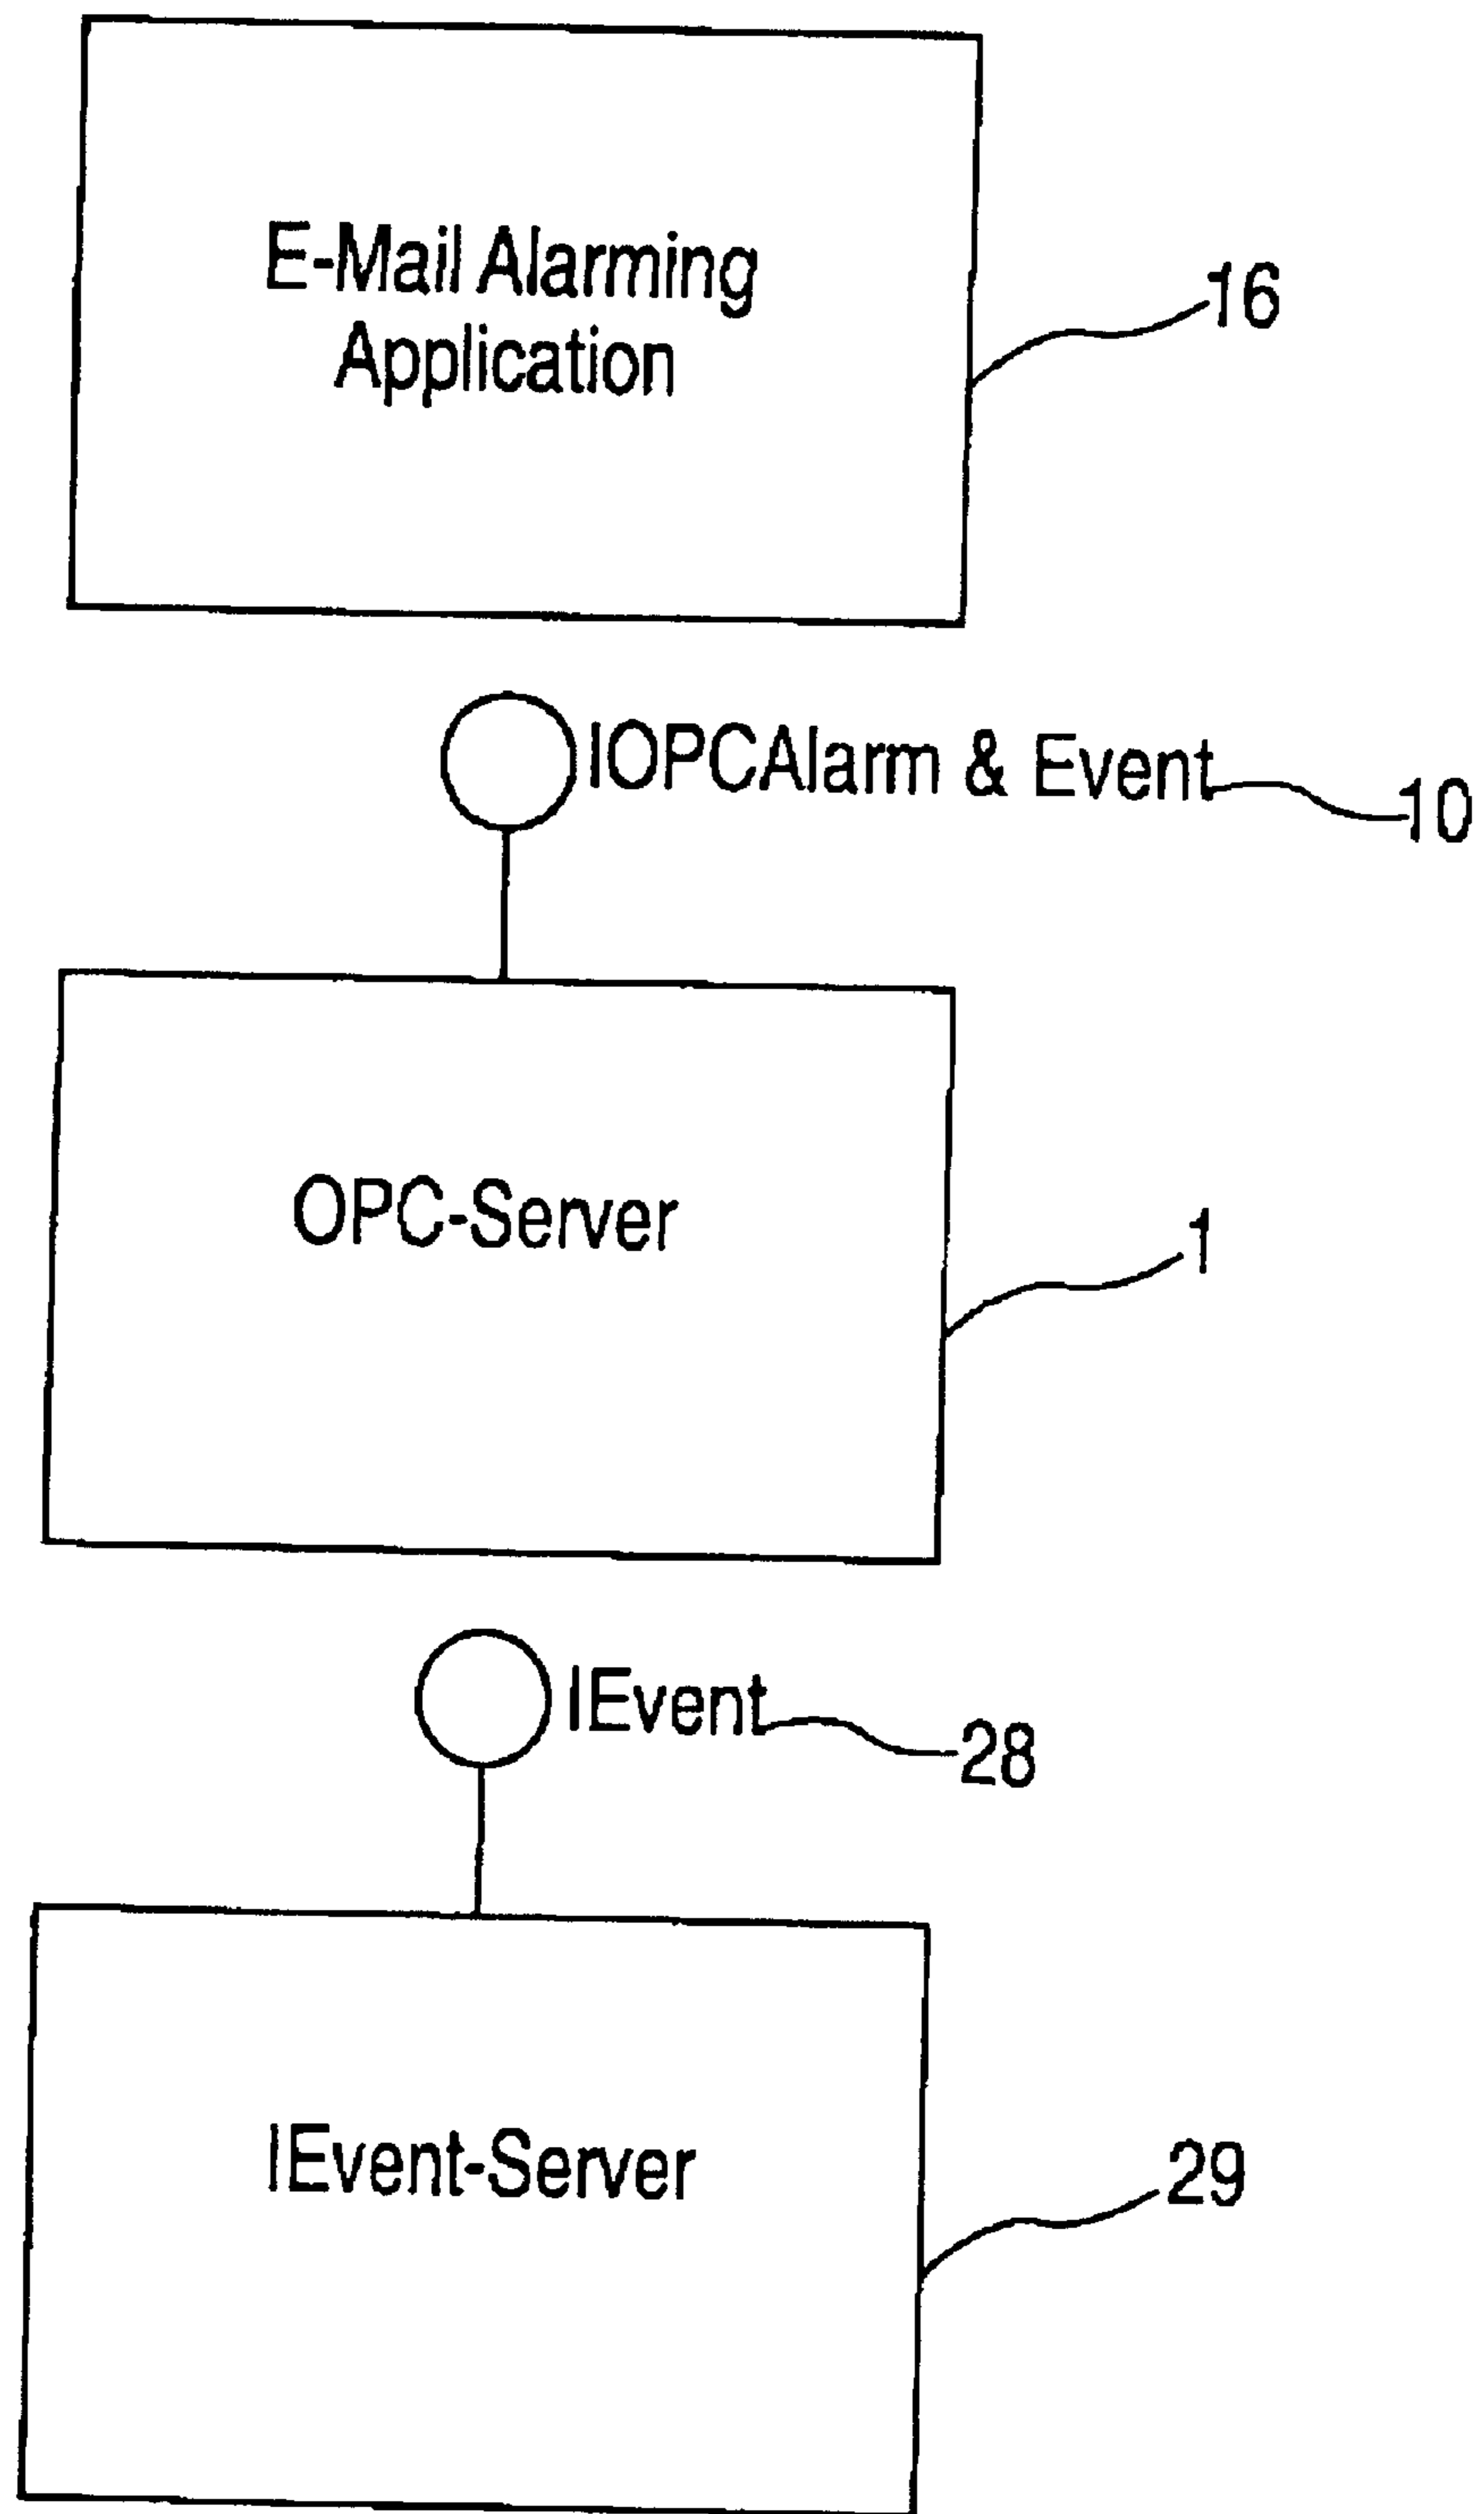 E-Mail Alarming
Application
16
IOPCAlarm & Event
10
OPC-Server
1
IEvent
28
IEvent-Server
29